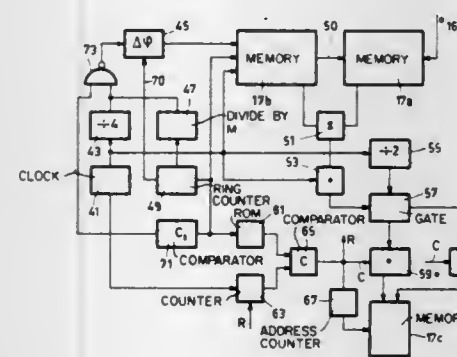 73
Δφ
45
50
16
MEMORY
MEMORY
70
47
17b
17a
÷4
DIVIDE BY
M
Σ
51
43
53
÷2
55
CLOCK
57
41
49
RING
COUNTER
GATE
ROM
61
COMPARATOR
65
R
C₁
C
C
C
71
COMPARATOR
59
COUNTER
63
67
MEMOR
R
ADDRESS
COUNTER
17c